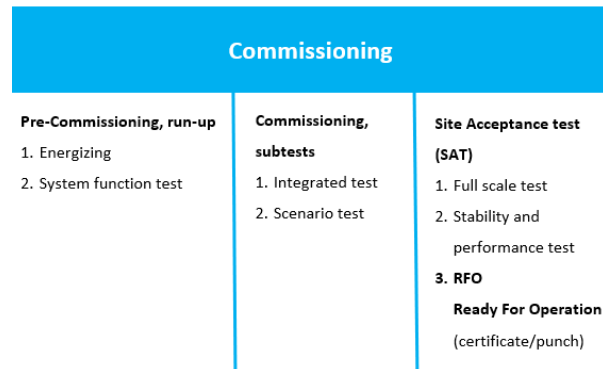 Commissioning
Pre-Commissioning, run-up
1. Energizing
2. System function test
Commissioning,
subtests
1. Integrated test
2. Scenario test
Site Acceptance test
(SAT)
1. Full scale test
2. Stability and
performance test
3. RFO
Ready For Operation
(certificate/punch)